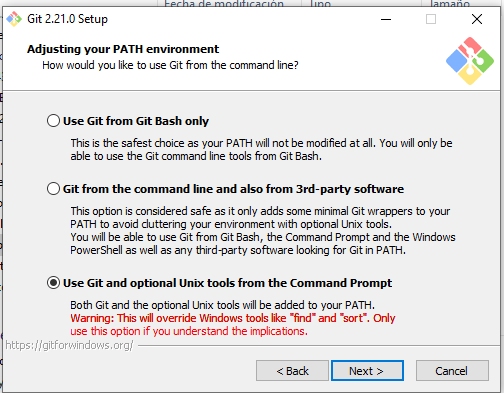 Fecha de modificación Tipo Tamaño
Git 2.21.0 Setup
Adjusting your PATH environment
How would you like to use Git from the command line?
Use Git from Git Bash only
This is the safest choice as your PATH will not be modified at all. You will only be
able to use the Git command line tools from Git Bash.
Git from the command line and also from 3rd-party software
This option is considered safe as it only adds some minimal Git wrappers to your
PATH to avoid cluttering your environment with optional Unix tools.
You will be able to use Git from Git Bash, the Command Prompt and the Windows
PowerShell as well as any third-party software looking for Git in PATH.
Use Git and optional Unix tools from the Command Prompt
Both Git and the optional Unix tools will be added to your PATH.
Warning: This will override Windows tools like "find" and "sort". Only
use this option if you understand the implications.
https://gitforwindows.org/
< Back Next > Cancel